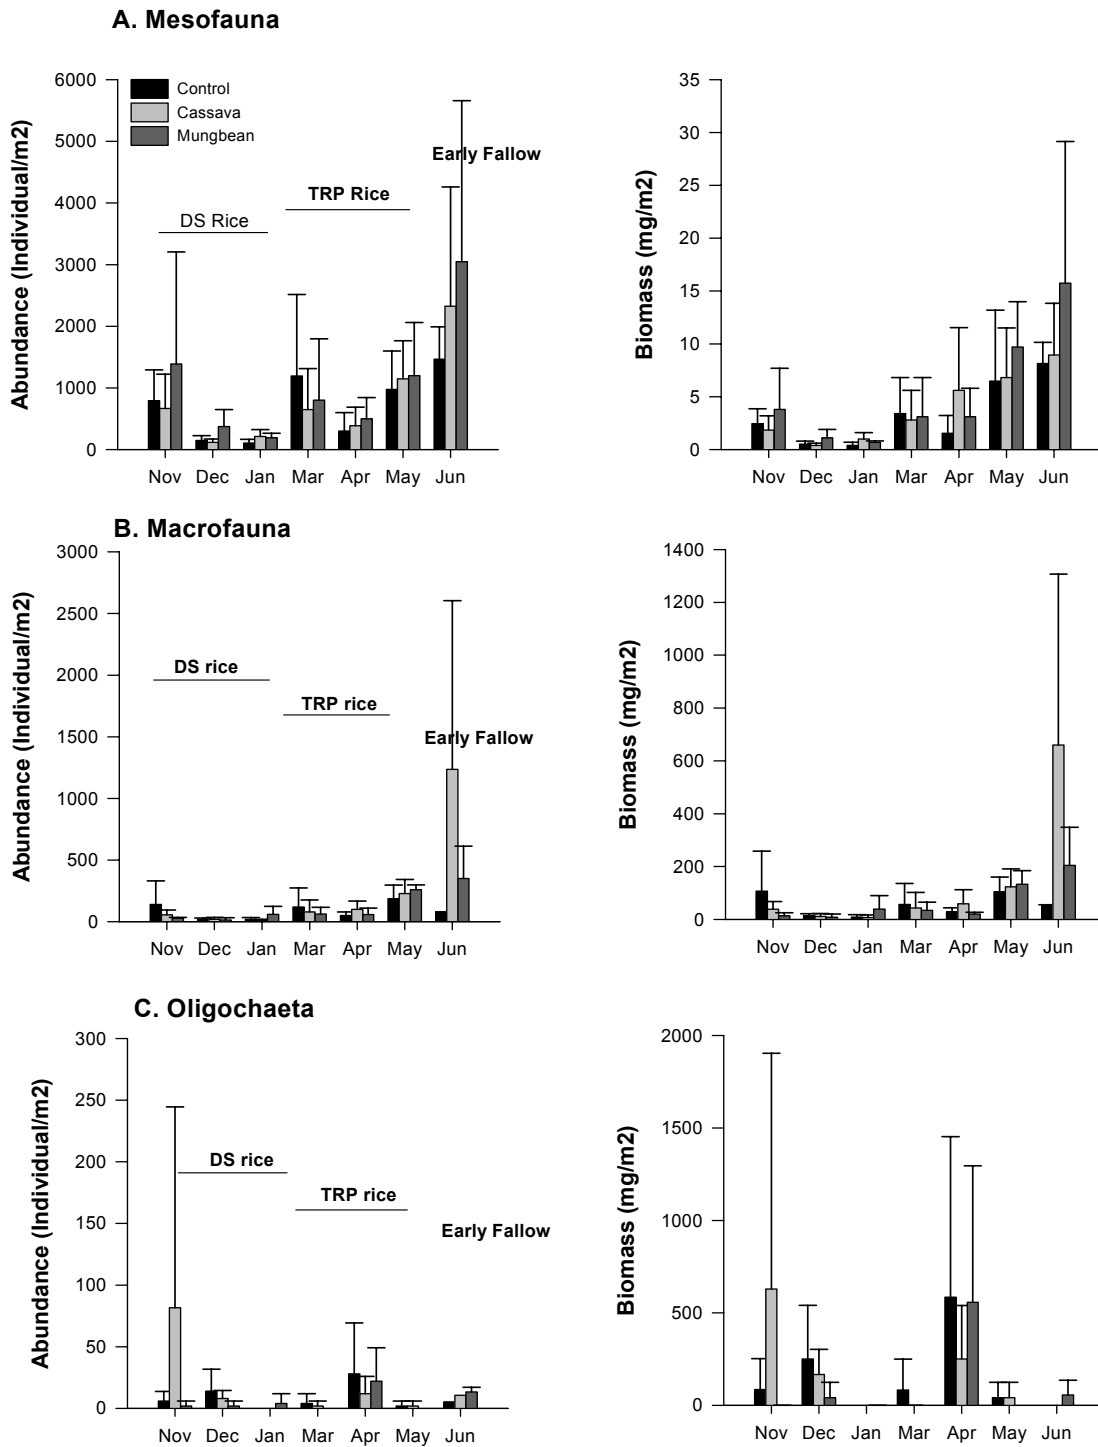 A. Mesofauna
Abundance (Individual/m2)
6000
5000
4000
3000
2000
1000
0
Control
Cassava
Mungbean
DS Rice
TRP Rice
Early Fallow
Nov Dec Jan Mar Apr May Jun
Biomass (mg/m2)
35
30
25
20
15
10
5
0
Nov Dec Jan Mar Apr May Jun
B. Macrofauna
Abundance (Individual/m2)
3000
2500
2000
1500
1000
500
0
DS rice
TRP rice
Early Fallow
Nov Dec Jan Mar Apr May Jun
Biomass (mg/m2)
1400
1200
1000
800
600
400
200
0
Nov Dec Jan Mar Apr May Jun
C. Oligochaeta
Abundance (Individual/m2)
300
250
200
150
100
50
0
DS rice
TRP rice
Early Fallow
Nov Dec Jan Mar Apr May Jun
Biomass (mg/m2)
2000
1500
1000
500
0
Nov Dec Jan Mar Apr May Jun